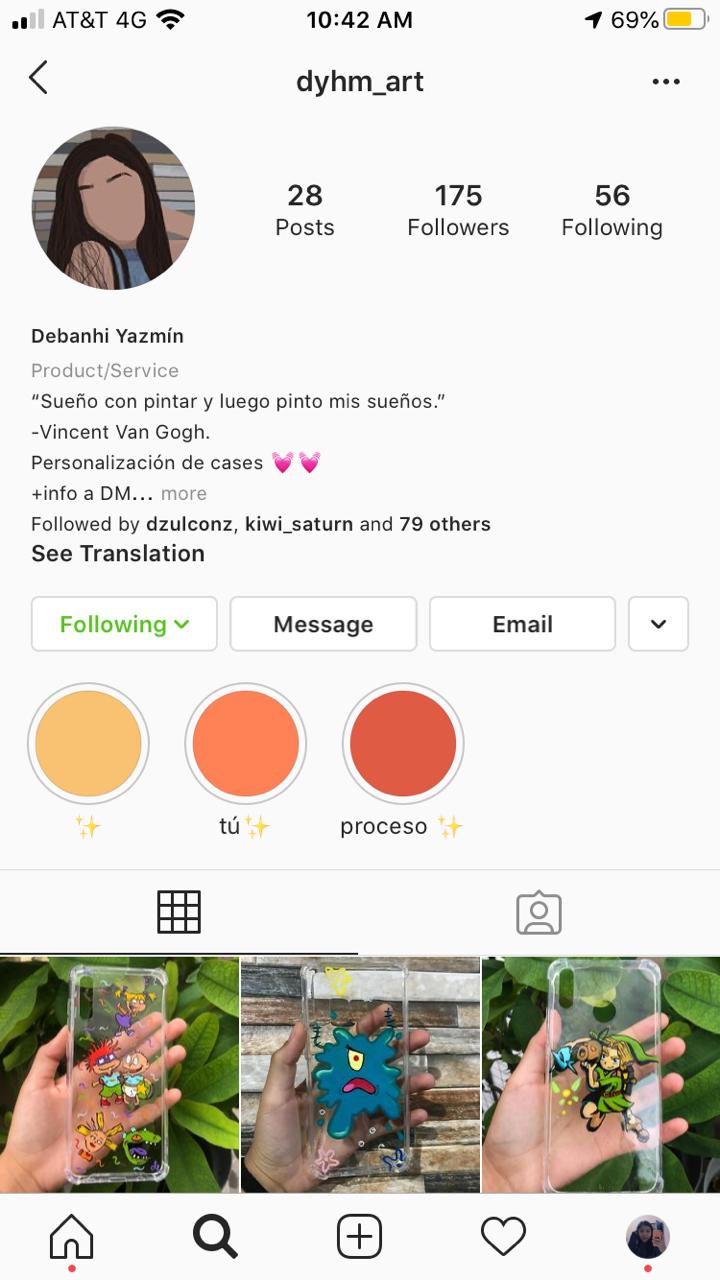 AT&T 4G 10:42 AM 69%
dyhm_art
28 175 56
Posts Followers Following
Debanhi Yazmín
Product/Service
“Sueño con pintar y luego pinto mis sueños.”
-Vincent Van Gogh.
Personalización de cases 💓 💓
+info a DM... more
Followed by dzulconz, kiwi_saturn and 79 others
See Translation
Following Message Email
✨ tú✨ proceso ✨